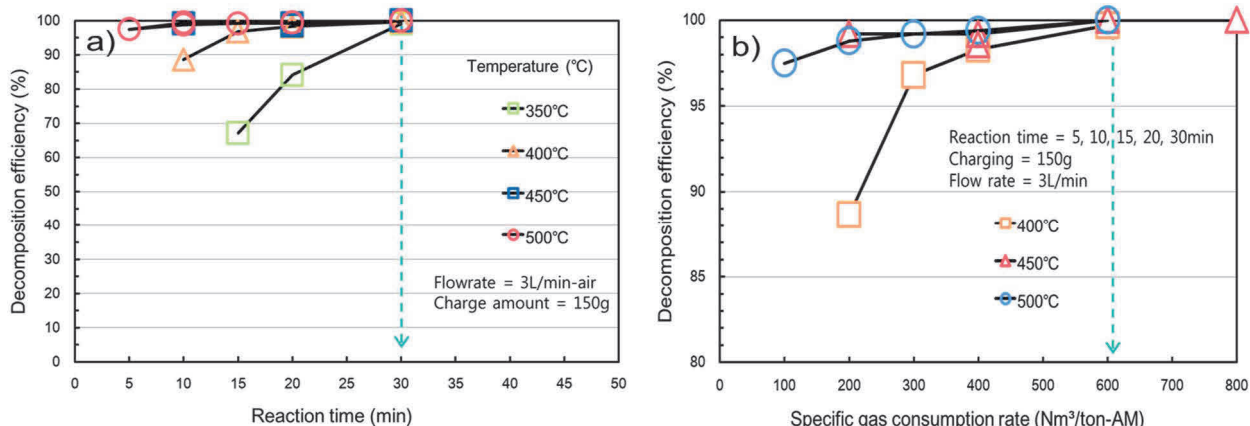 a)
Decomposition efficiency (%)
100
90
80
70
60
50
40
30
20
10
0
Temperature (℃)
350℃
400℃
450℃
500℃
Flowrate = 3L/min-air
Charge amount = 150g
0 5 10 15 20 25 30 35 40 45 50
Reaction time (min)
b)
Decomposition efficiency (%)
100
95
90
85
80
Reaction time = 5, 10, 15, 20, 30min
Charging = 150g
Flow rate = 3L/min
400℃
450℃
500℃
0 100 200 300 400 500 600 700 800
Specific gas consumption rate (Nm³/ton-AM)